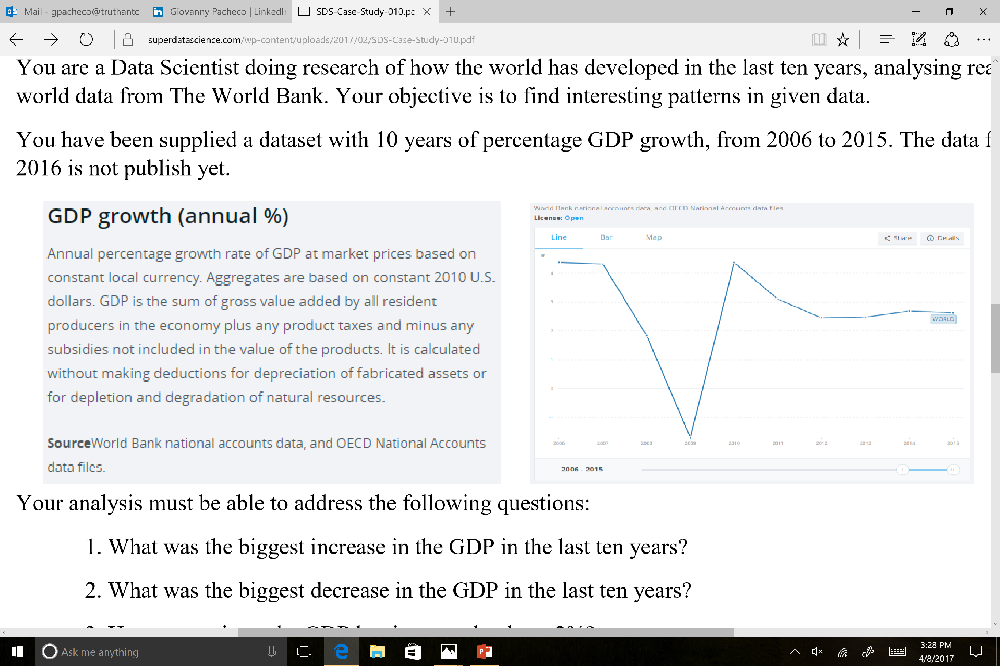 Mail - gpacheco@truthantc
Giovanny Pacheco | LinkedIn
SDS-Case-Study-010.pd
superdatascience.com/wp-content/uploads/2017/02/SDS-Case-Study-010.pdf
You are a Data Scientist doing research of how the world has developed in the last ten years, analysing rea
world data from The World Bank. Your objective is to find interesting patterns in given data.
You have been supplied a dataset with 10 years of percentage GDP growth, from 2006 to 2015. The data f
2016 is not publish yet.
GDP growth (annual %)
Annual percentage growth rate of GDP at market prices based on
constant local currency. Aggregates are based on constant 2010 U.S.
dollars. GDP is the sum of gross value added by all resident
producers in the economy plus any product taxes and minus any
subsidies not included in the value of the products. It is calculated
without making deductions for depreciation of fabricated assets or
for depletion and degradation of natural resources.
SourceWorld Bank national accounts data, and OECD National Accounts
data files.
World Bank national accounts data, and OECD National Accounts data files.
License: Open
Line Bar Map Share Details
%
4
3
2
1
0
-1
WORLD
2006 2007 2008 2009 2010 2011 2012 2013 2014 2015
2006 - 2015
Your analysis must be able to address the following questions:
1. What was the biggest increase in the GDP in the last ten years?
2. What was the biggest decrease in the GDP in the last ten years?
Ask me anything
3:28 PM
4/8/2017